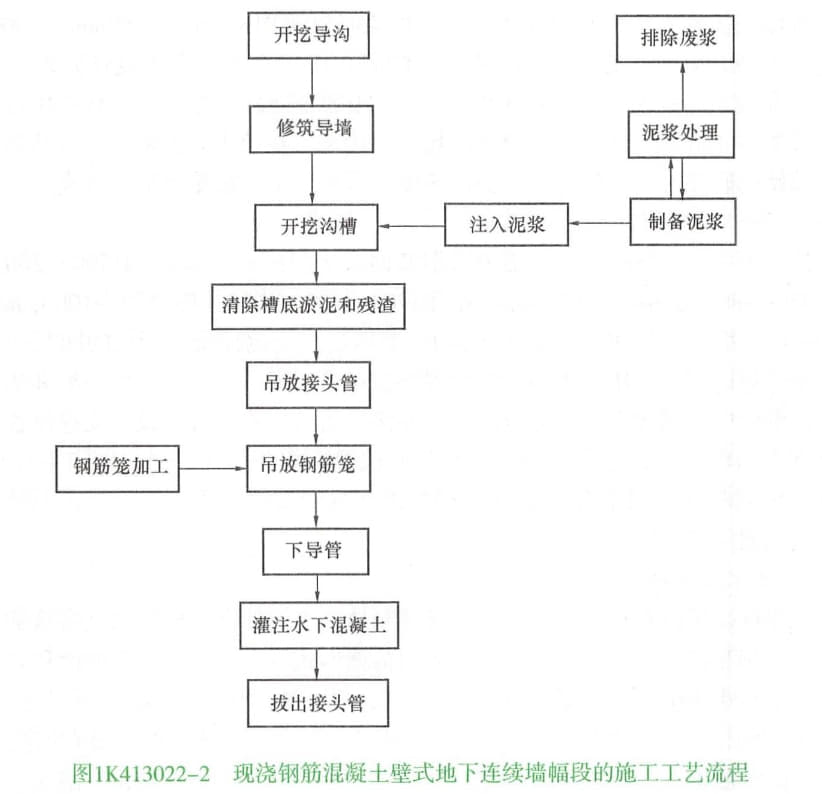 开挖导沟
排除废浆
修筑导墙
泥浆处理
开挖沟槽
注入泥浆
制备泥浆
清除槽底淤泥和残渣
吊放接头管
钢筋笼加工
吊放钢筋笼
下导管
灌注水下混凝土
拔出接头管
图1K413022-2 现浇钢筋混凝土壁式地下连续墙幅段的施工工艺流程